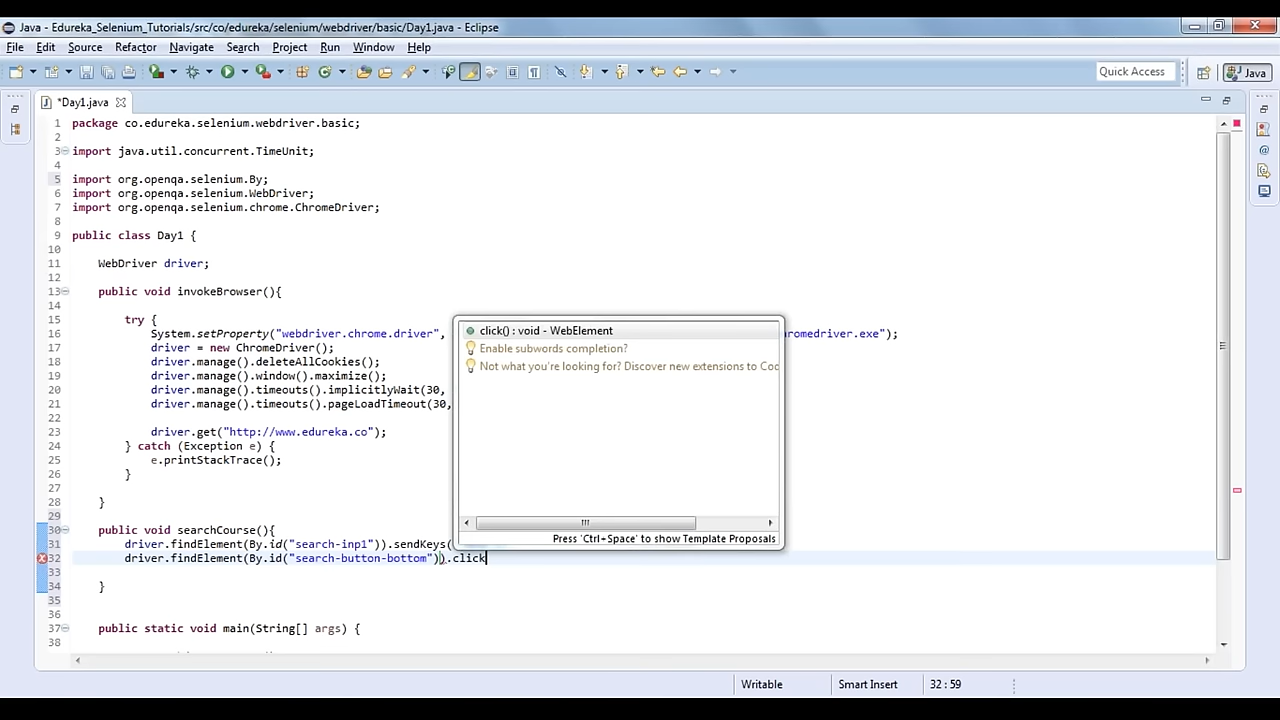 Java - Edureka_Selenium_Tutorials/src/co/edureka/selenium/webdriver/basic/Day1.java - Eclipse
File Edit Source Refactor Navigate Search Project Run Window Help
Quick Access
Java
*Day1.java
1 package co.edureka.selenium.webdriver.basic;
2
3 import java.util.concurrent.TimeUnit;
4
5 import org.openqa.selenium.By;
6 import org.openqa.selenium.WebDriver;
7 import org.openqa.selenium.chrome.ChromeDriver;
8
9 public class Day1 {
10
11 WebDriver driver;
12
13 public void invokeBrowser(){
14
15 try {
16 System.setProperty("webdriver.chrome.driver", romedriver.exe");
17 driver = new ChromeDriver();
18 driver.manage().deleteAllCookies();
19 driver.manage().window().maximize();
20 driver.manage().timeouts().implicitlyWait(30,
21 driver.manage().timeouts().pageLoadTimeout(30,
22
23 driver.get("http://www.edureka.co");
24 } catch (Exception e) {
25 e.printStackTrace();
26 }
27
28 }
29
30 public void searchCourse(){
31 driver.findElement(By.id("search-inp1")).sendKeys(
32 driver.findElement(By.id("search-button-bottom")).click
33
34 }
35
36
37 public static void main(String[] args) {
38
click() : void - WebElement
Enable subwords completion?
Not what you're looking for? Discover new extensions to Coo
Press 'Ctrl+Space' to show Template Proposals
Writable Smart Insert 32 : 59